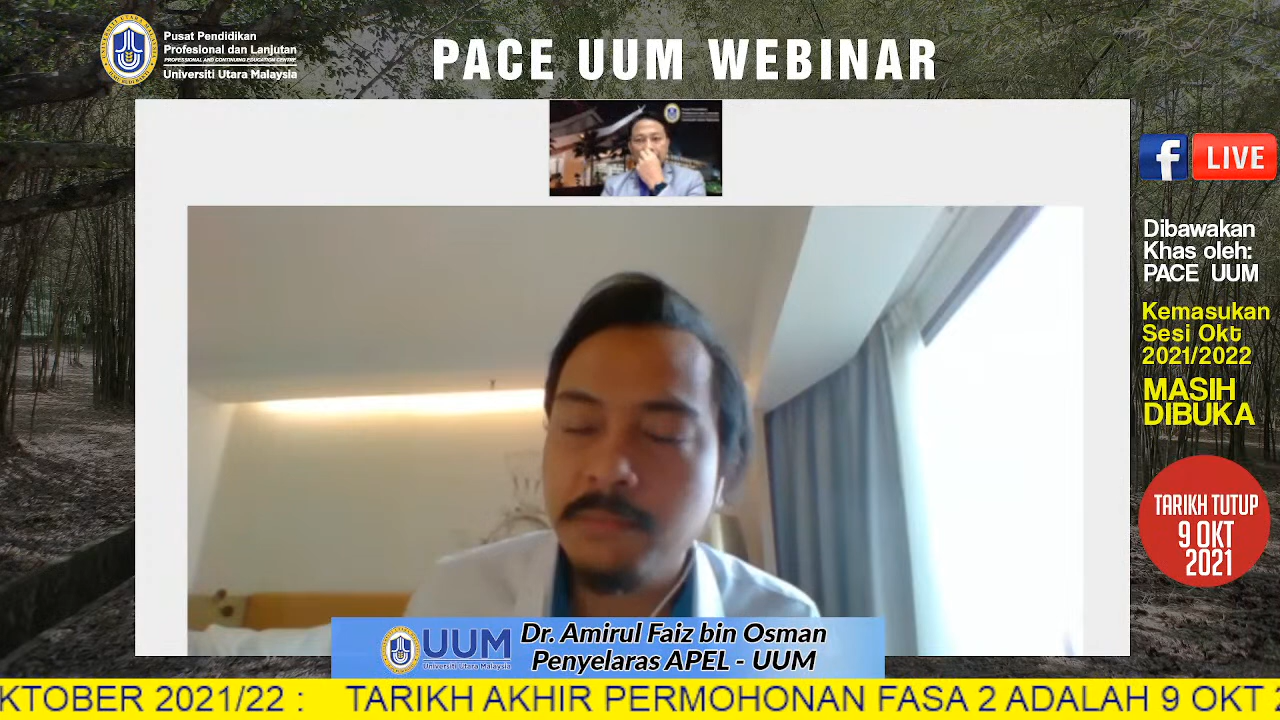 Pusat Pendidikan
Profesional dan Lanjutan
PROFESSIONAL AND CONTINUING EDUCATION CENTRE
Universiti Utara Malaysia
PACE UUM WEBINAR
f LIVE
Dibawakan
Khas oleh:
PACE UUM
Kemasukan
Sesi Okt
2021/2022
MASIH
DIBUKA
TARIKH TUTUP
9 OKT
2021
UUM
Universiti Utara Malaysia
Dr. Amirul Faiz bin Osman
Penyelaras APEL - UUM
KTOBER 2021/22 : TARIKH AKHIR PERMOHONAN FASA 2 ADALAH 9 OKT 2